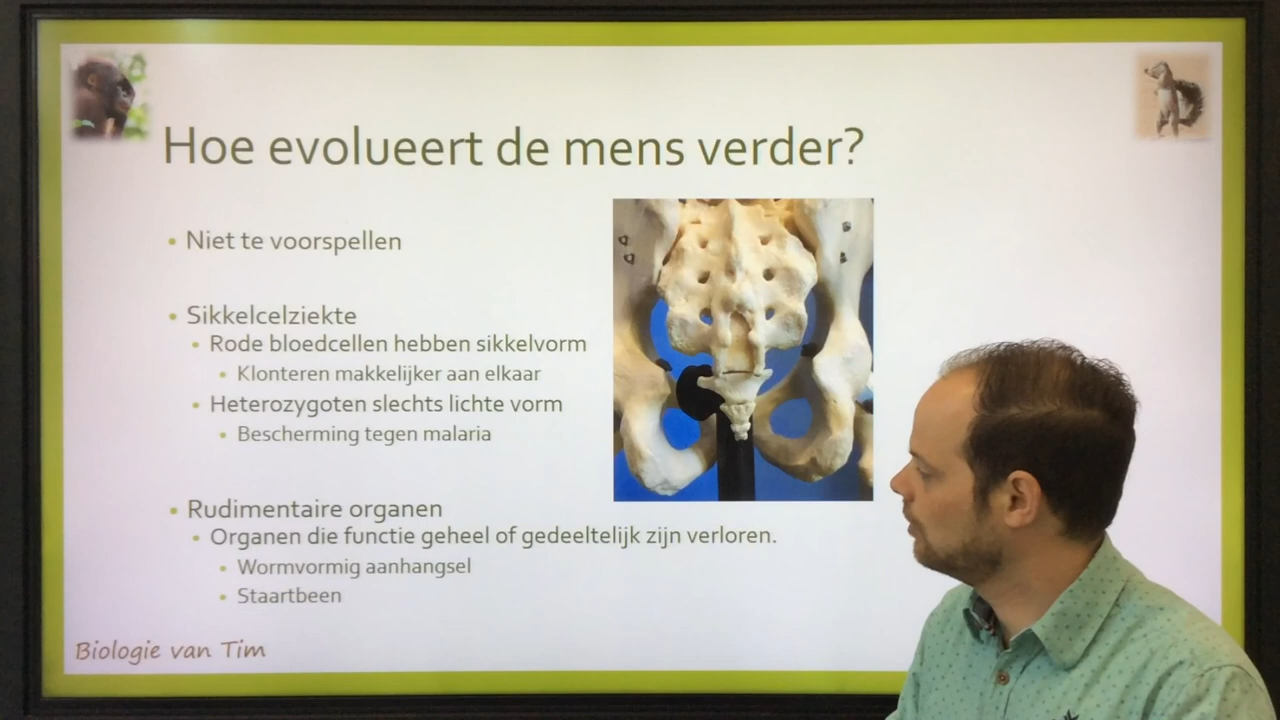 Hoe evolueert de mens verder?
• Niet te voorspellen
• Sikkelcelziekte
• Rode bloedcellen hebben sikkelvorm
• Klonteren makkelijker aan elkaar
• Heterozygoten slechts lichte vorm
• Bescherming tegen malaria
• Rudimentaire organen
• Organen die functie geheel of gedeeltelijk zijn verloren.
• Wormvormig aanhangsel
• Staartbeen
Biologie van Tim